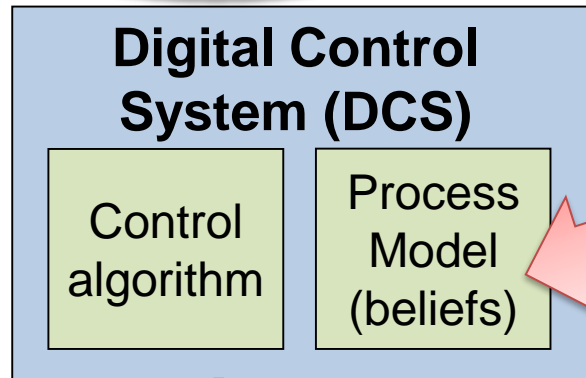 Digital Control
System (DCS)
Control
algorithm
Process
Model
(beliefs)